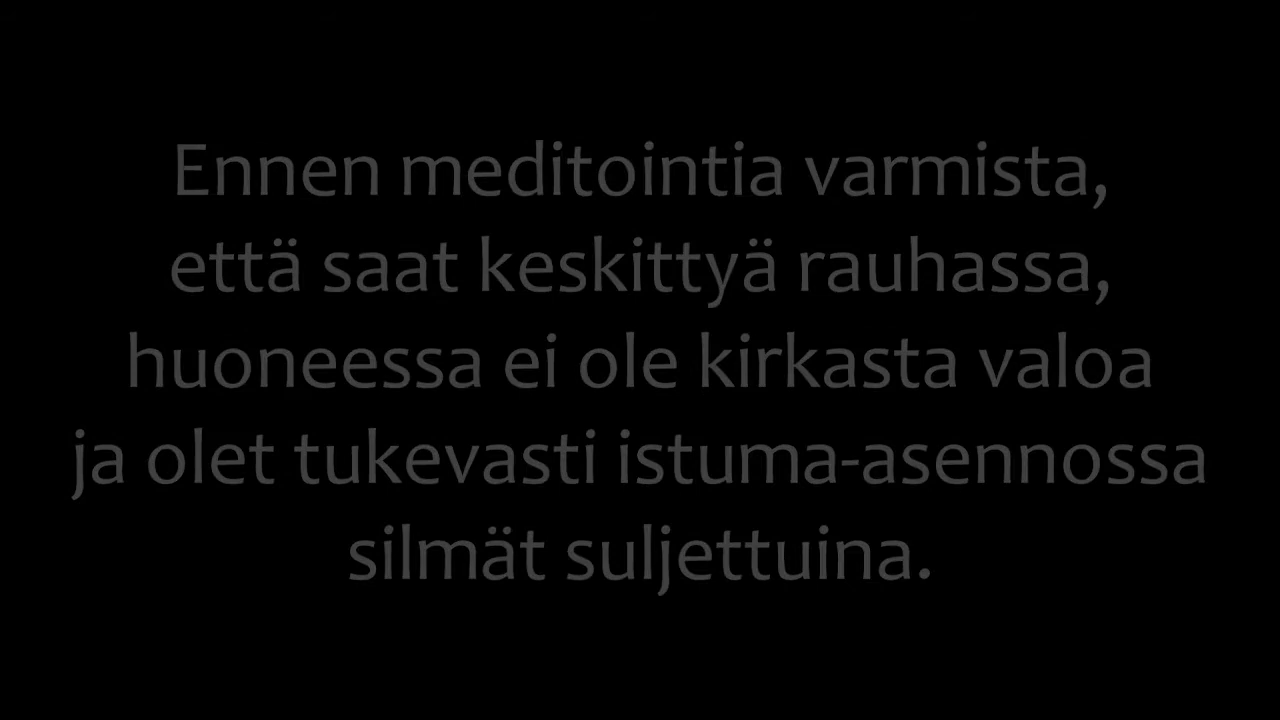 Ennen meditointia varmista,
että saat keskittyä rauhassa,
huoneessa ei ole kirkasta valoa
ja olet tukevasti istuma-asennossa
silmät suljettuina.